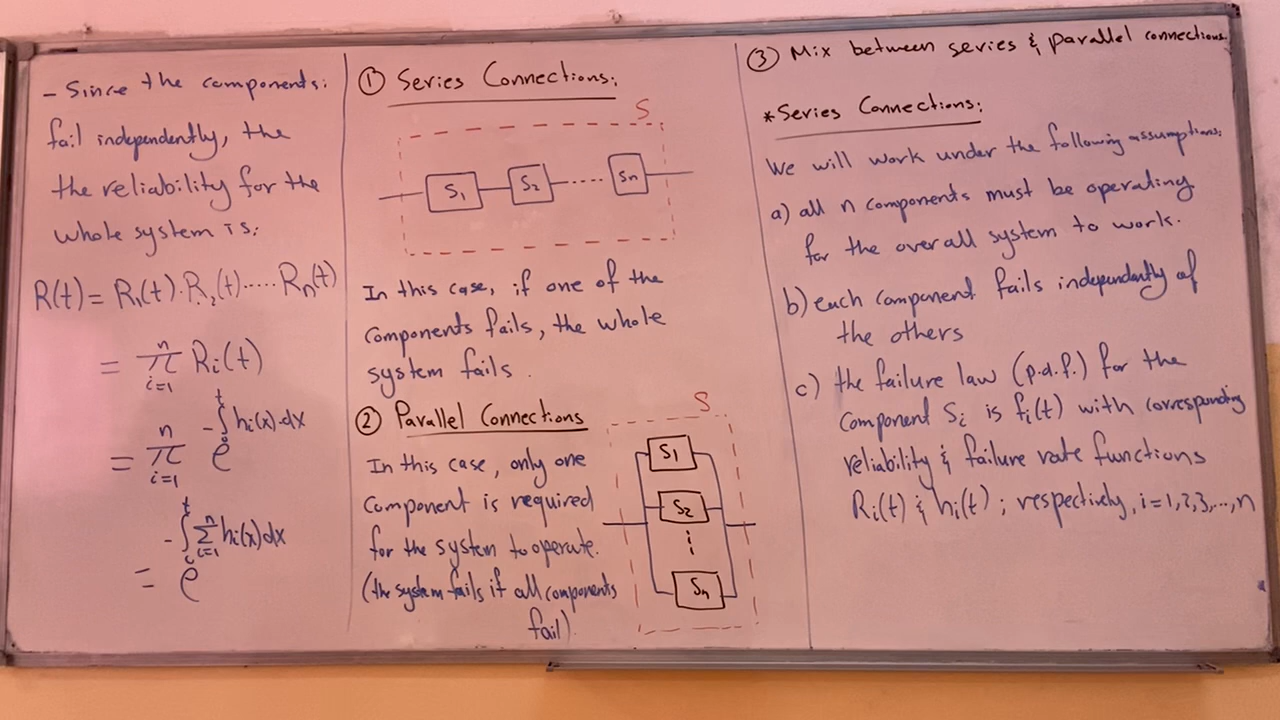 - Since the components:
fail independently, the
the reliability for the
whole system is:
R(t) = R₁(t).R₂(t).....Rn(t)
= π_{i=1}^{n} Ri(t)
= π_{i=1}^{n} e^{-∫_{0}^{t} hi(x).dx}
= e^{-∫_{0}^{t} Σ_{i=1}^{n} hi(x)dx}
① Series Connections:
S
S₁ S₂ ..... Sn
In this case, if one of the
components fails, the whole
system fails.
② Parallel Connections
In this case, only one
component is required
for the system to operate.
(the system fails if all components
fail).
S
S₁
S₂
⋮
Sn
③ Mix between series & parallel connections.
* Series Connections:
We will work under the following assumptions:
a) all n components must be operating
for the overall system to work.
b) each component fails independently of
the others
c) the failure law (p.d.f.) for the
component Si is fi(t) with corresponding
reliability & failure rate functions
Ri(t) & hi(t) ; respectively, i=1,2,3,...,n